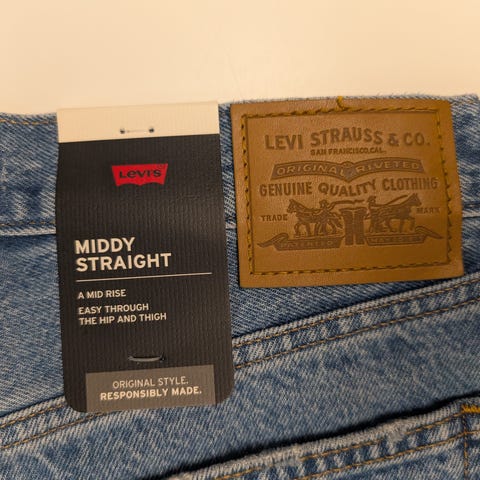 Levi's
MIDDY
STRAIGHT
A MID RISE
EASY THROUGH
THE HIP AND THIGH
ORIGINAL STYLE.
RESPONSIBLY MADE.
LEVI STRAUSS & CO.
SAN FRANCISCO, CAL.
ORIGINAL RIVETED
GENUINE QUALITY CLOTHING
TRADE MARK
PATENTED